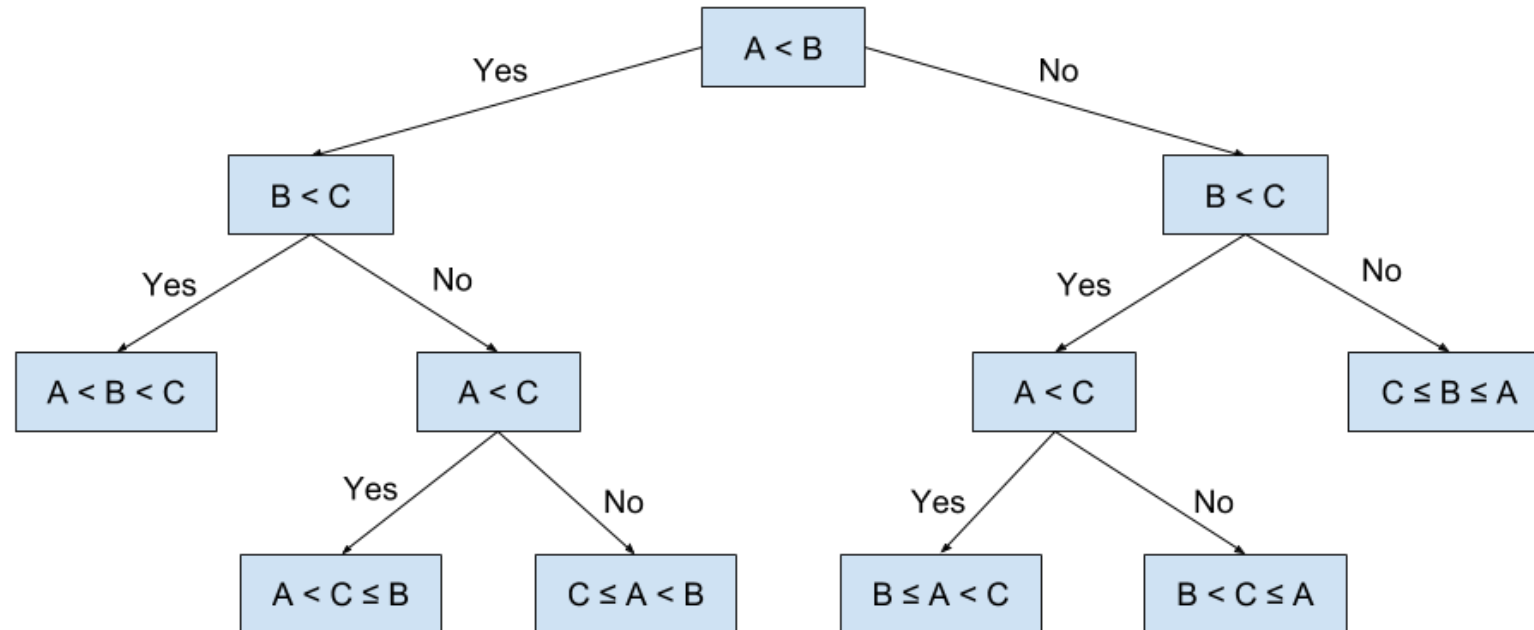 A < B
Yes
No
B < C
B < C
Yes
No
Yes
No
A < B < C
A < C
A < C
C ≤ B ≤ A
Yes
No
Yes
No
A < C ≤ B
C ≤ A < B
B ≤ A < C
B < C ≤ A